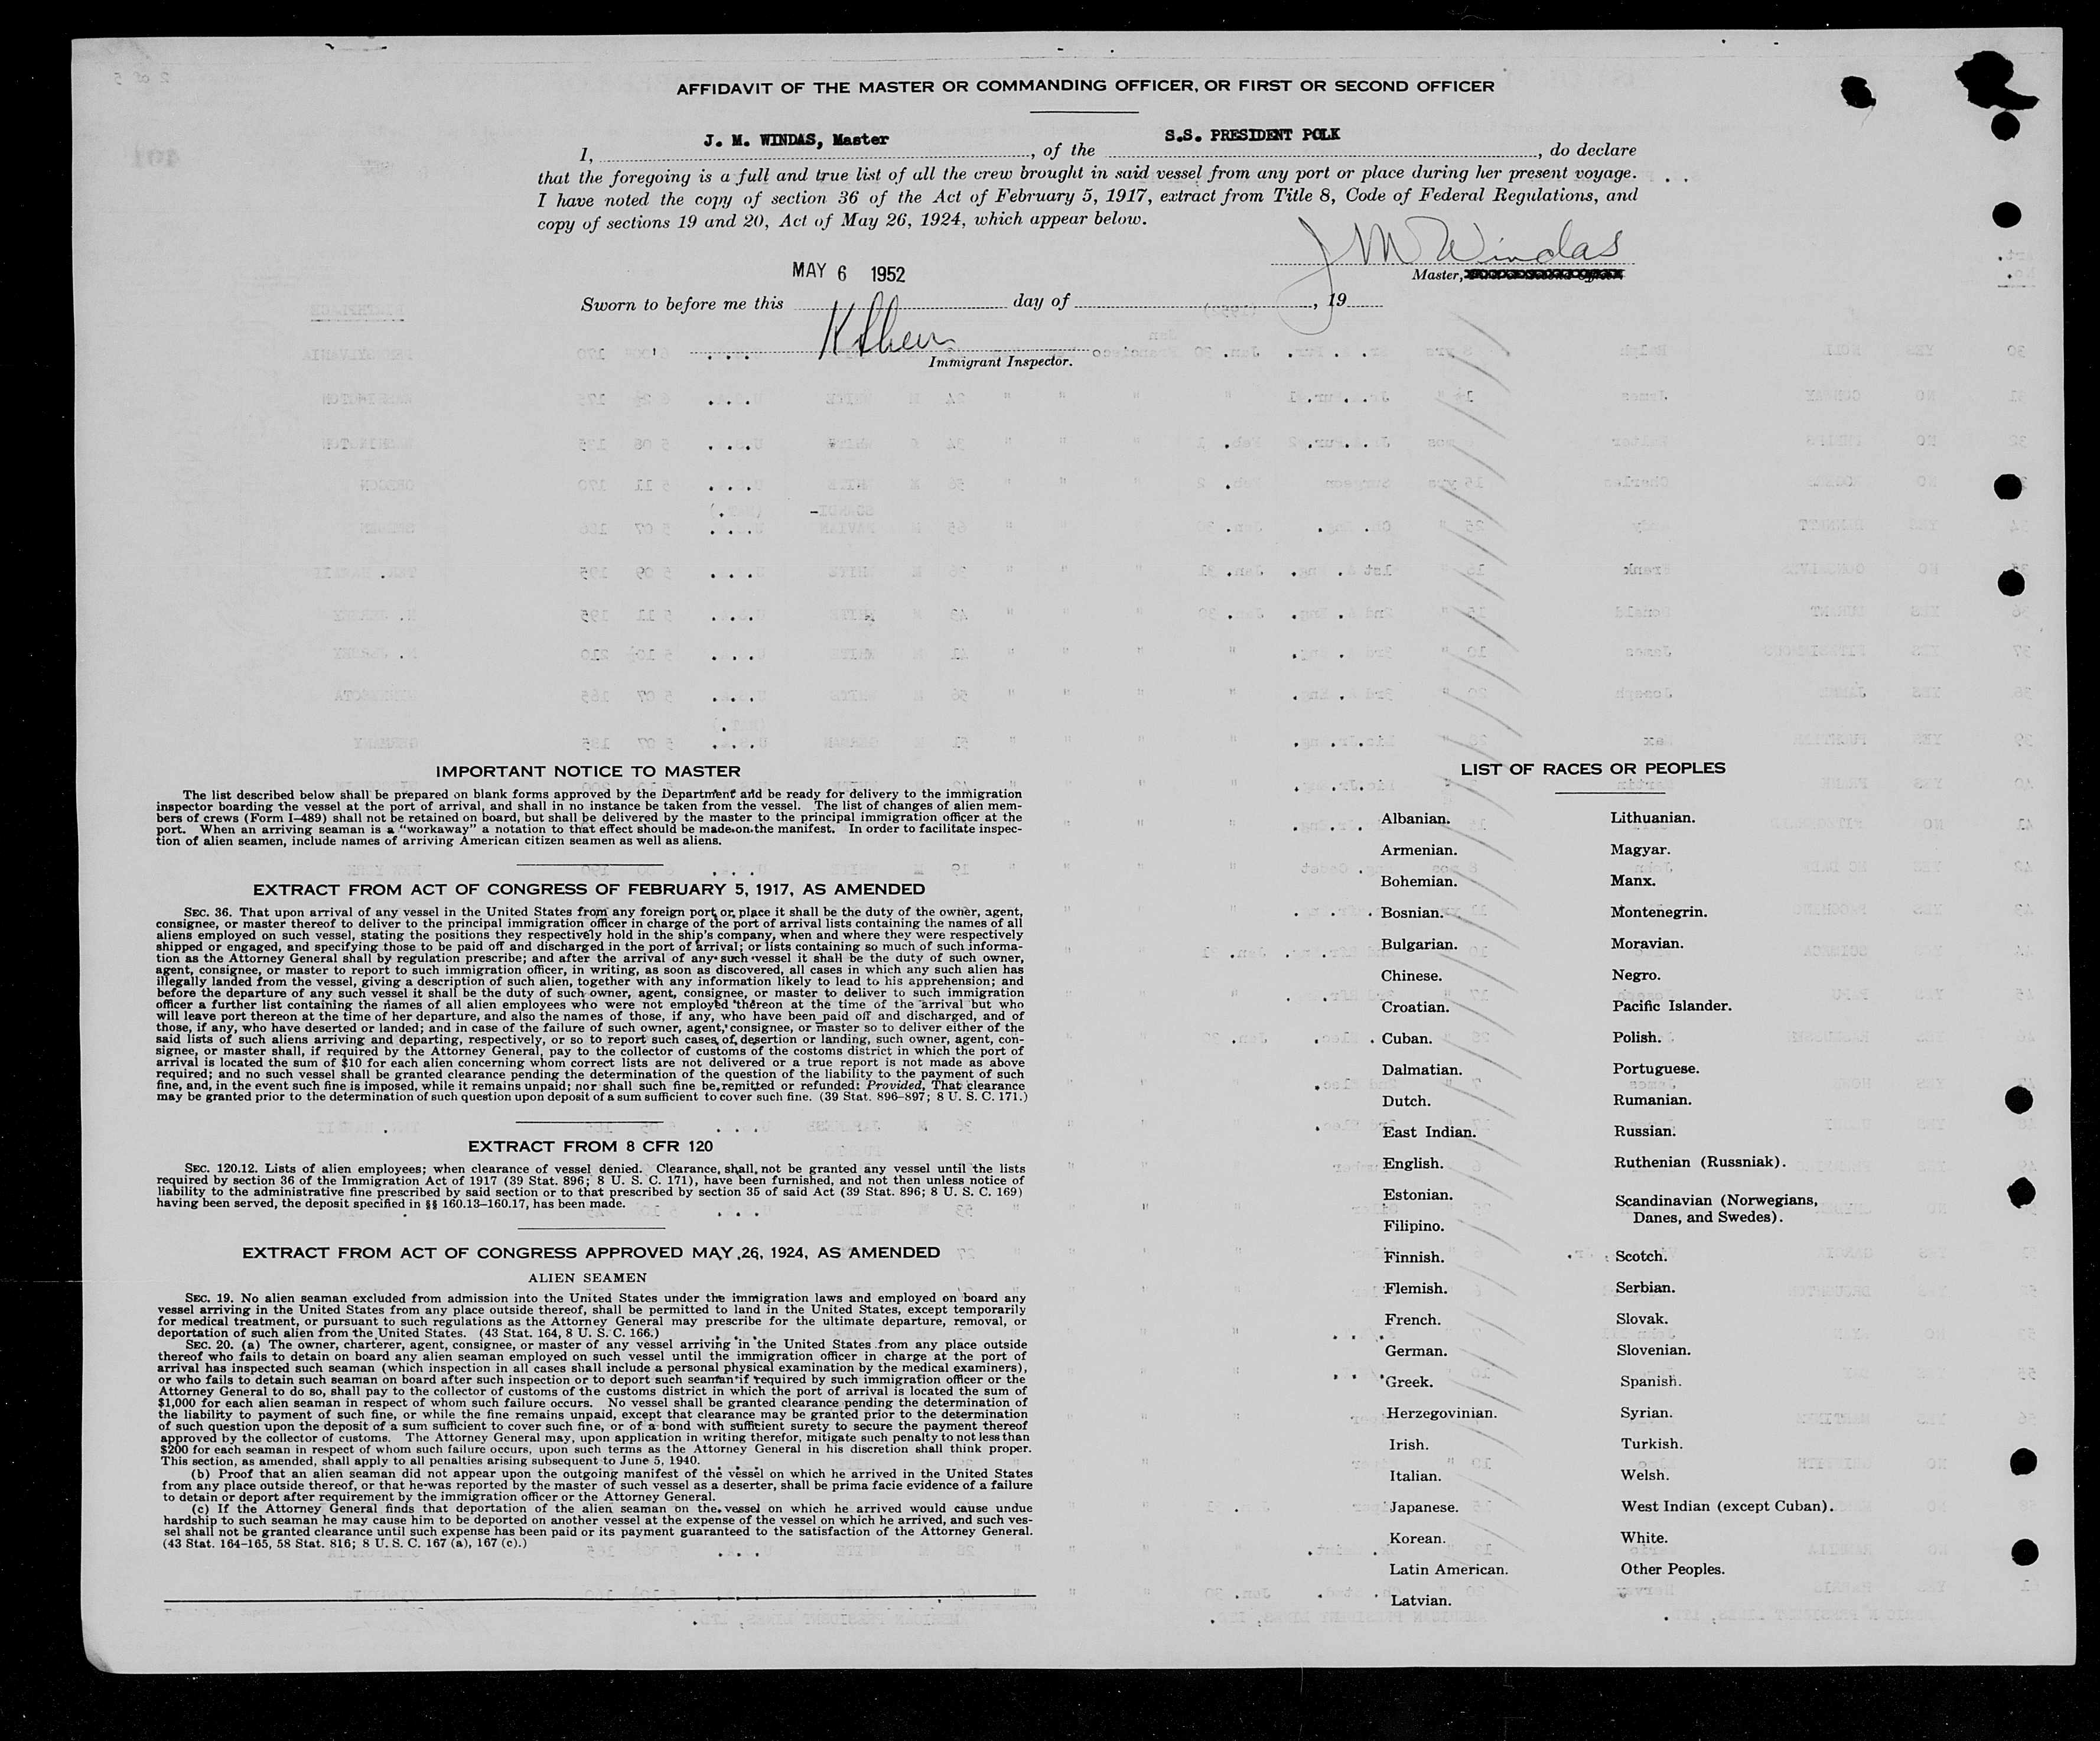 AFFIDAVIT OF THE MASTER OR COMMANDING OFFICER, OR FIRST OR SECOND OFFICER
J. M. WINDAS, Master S.S. PRESIDENT POLK
I, , of the , do declare
that the foregoing is a full and true list of all the crew brought in said vessel from any port or place during her present voyage.
I have noted the copy of section 36 of the Act of February 5, 1917, extract from Title 8, Code of Federal Regulations, and
copy of sections 19 and 20, Act of May 26, 1924, which appear below.
J M Windas
Master,
MAY 6 1952
Sworn to before me this day of , 19
Immigrant Inspector.
IMPORTANT NOTICE TO MASTER
The list described below shall be prepared on blank forms approved by the Department and be ready for delivery to the immigration
inspector boarding the vessel at the port of arrival, and shall in no instance be taken from the vessel. The list of changes of alien mem-
bers of crews (Form I-489) shall not be retained on board, but shall be delivered by the master to the principal immigration officer at the
port. When an arriving seaman is a "workaway" a notation to that effect should be made on the manifest. In order to facilitate inspec-
tion of alien seamen, include names of arriving American citizen seamen as well as aliens.
EXTRACT FROM ACT OF CONGRESS OF FEBRUARY 5, 1917, AS AMENDED
SEC. 36. That upon arrival of any vessel in the United States from any foreign port or place it shall be the duty of the owner, agent,
consignee, or master thereof to deliver to the principal immigration officer in charge of the port of arrival lists containing the names of all
aliens employed on such vessel, stating the positions they respectively hold in the ship's company, when and where they were respectively
shipped or engaged, and specifying those to be paid off and discharged in the port of arrival; or lists containing so much of such informa-
tion as the Attorney General shall by regulation prescribe; and after the arrival of any such vessel it shall be the duty of such owner,
agent, consignee, or master to report to such immigration officer, in writing, as soon as discovered, all cases in which any such alien has
illegally landed from the vessel, giving a description of such alien, together with any information likely to lead to his apprehension; and
before the departure of any such vessel it shall be the duty of such owner, agent, consignee, or master to deliver to such immigration
officer a further list containing the names of all alien employees who were not employed thereon at the time of the arrival but who
will leave port thereon at the time of her departure, and also the names of those, if any, who have been paid off and discharged, and of
those, if any, who have deserted or landed; and in case of the failure of such owner, agent, consignee, or master so to deliver either of the
said lists of such aliens arriving and departing, respectively, or so to report such cases of desertion or landing, such owner, agent, con-
signee, or master shall, if required by the Attorney General, pay to the collector of customs of the costoms district in which the port of
arrival is located the sum of $10 for each alien concerning whom correct lists are not delivered or a true report is not made as above
required; and no such vessel shall be granted clearance pending the determination of the question of the liability to the payment of such
fine, and, in the event such fine is imposed, while it remains unpaid; nor shall such fine be remitted or refunded: Provided, That clearance
may be granted prior to the determination of such question upon deposit of a sum sufficient to cover such fine. (39 Stat. 896-897; 8 U. S. C. 171.)
EXTRACT FROM 8 CFR 120
SEC. 120.12. Lists of alien employees; when clearance of vessel denied. Clearance shall not be granted any vessel until the lists
required by section 36 of the Immigration Act of 1917 (39 Stat. 896; 8 U. S. C. 171), have been furnished, and not then unless notice of
liability to the administrative fine prescribed by said section or to that prescribed by section 35 of said Act (39 Stat. 896; 8 U. S. C. 169)
having been served, the deposit specified in §§ 160.13-160.17, has been made.
EXTRACT FROM ACT OF CONGRESS APPROVED MAY 26, 1924, AS AMENDED
ALIEN SEAMEN
SEC. 19. No alien seaman excluded from admission into the United States under the immigration laws and employed on board any
vessel arriving in the United States from any place outside thereof, shall be permitted to land in the United States, except temporarily
for medical treatment, or pursuant to such regulations as the Attorney General may prescribe for the ultimate departure, removal, or
deportation of such alien from the United States. (43 Stat. 164, 8 U. S. C. 166.)
SEC. 20. (a) The owner, charterer, agent, consignee, or master of any vessel arriving in the United States from any place outside
thereof who fails to detain on board any alien seaman employed on such vessel until the immigration officer in charge at the port of
arrival has inspected such seaman (which inspection in all cases shall include a personal physical examination by the medical examiners),
or who fails to detain such seaman on board after such inspection or to deport such seaman if required by such immigration officer or the
Attorney General to do so, shall pay to the collector of customs of the customs district in which the port of arrival is located the sum of
$1,000 for each alien seaman in respect of whom such failure occurs. No vessel shall be granted clearance pending the determination of
the liability to payment of such fine, or while the fine remains unpaid, except that clearance may be granted prior to the determination
of such question upon the deposit of a sum sufficient to cover such fine, or of a bond with sufficient surety to secure the payment thereof
approved by the collector of customs. The Attorney General may, upon application in writing therefor, mitigate such penalty to not less than
$200 for each seaman in respect of whom such failure occurs, upon such terms as the Attorney General in his discretion shall think proper.
This section, as amended, shall apply to all penalties arising subsequent to June 5, 1940.
(b) Proof that an alien seaman did not appear upon the outgoing manifest of the vessel on which he arrived in the United States
from any place outside thereof, or that he was reported by the master of such vessel as a deserter, shall be prima facie evidence of a failure
to detain or deport after requirement by the immigration officer or the Attorney General.
(c) If the Attorney General finds that deportation of the alien seaman on the vessel on which he arrived would cause undue
hardship to such seaman he may cause him to be deported on another vessel at the expense of the vessel on which he arrived, and such ves-
sel shall not be granted clearance until such expense has been paid or its payment guaranteed to the satisfaction of the Attorney General.
(43 Stat. 164-165, 58 Stat. 816; 8 U. S. C. 167 (a), 167 (c).)
LIST OF RACES OR PEOPLES
Albanian.
Armenian.
Bohemian.
Bosnian.
Bulgarian.
Chinese.
Croatian.
Cuban.
Dalmatian.
Dutch.
East Indian.
English.
Estonian.
Filipino.
Finnish.
Flemish.
French.
German.
Greek.
Herzegovinian.
Irish.
Italian.
Japanese.
Korean.
Latin American.
Latvian.
Lithuanian.
Magyar.
Manx.
Montenegrin.
Moravian.
Negro.
Pacific Islander.
Polish.
Portuguese.
Rumanian.
Russian.
Ruthenian (Russniak).
Scandinavian (Norwegians,
Danes, and Swedes).
Scotch.
Serbian.
Slovak.
Slovenian.
Spanish.
Syrian.
Turkish.
Welsh.
West Indian (except Cuban).
White.
Other Peoples.